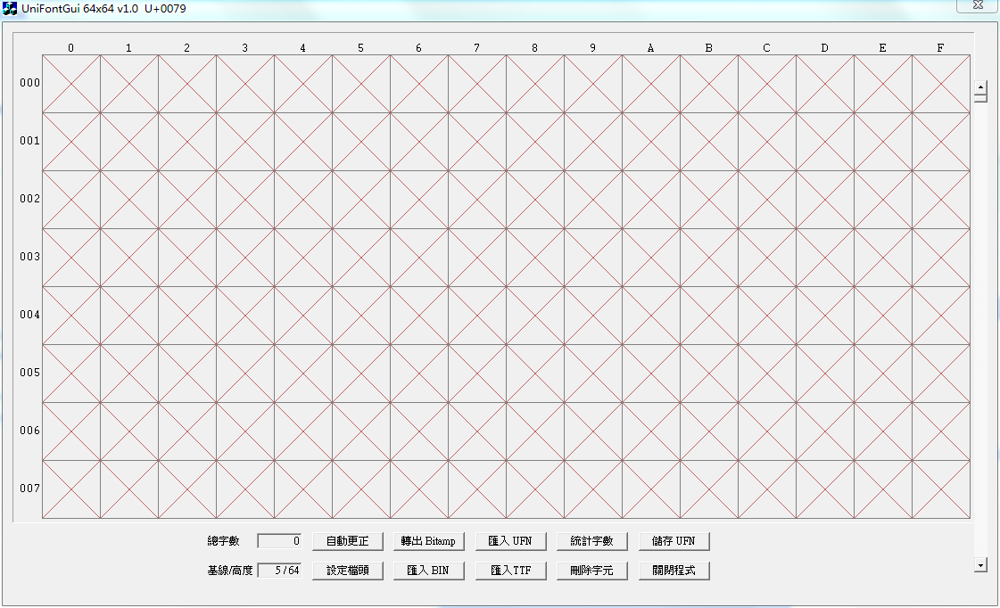 UniFontGui 64x64 v1.0 U+0079
0 1 2 3 4 5 6 7 8 9 A B C D E F
000
001
002
003
004
005
006
007
總字數 0 自動更正 轉出 Bitamp 匯入 UFN 統計字數 儲存 UFN
基線/高度 5 / 64 設定檔頭 匯入 BIN 匯入TTF 刪除字元 關閉程式